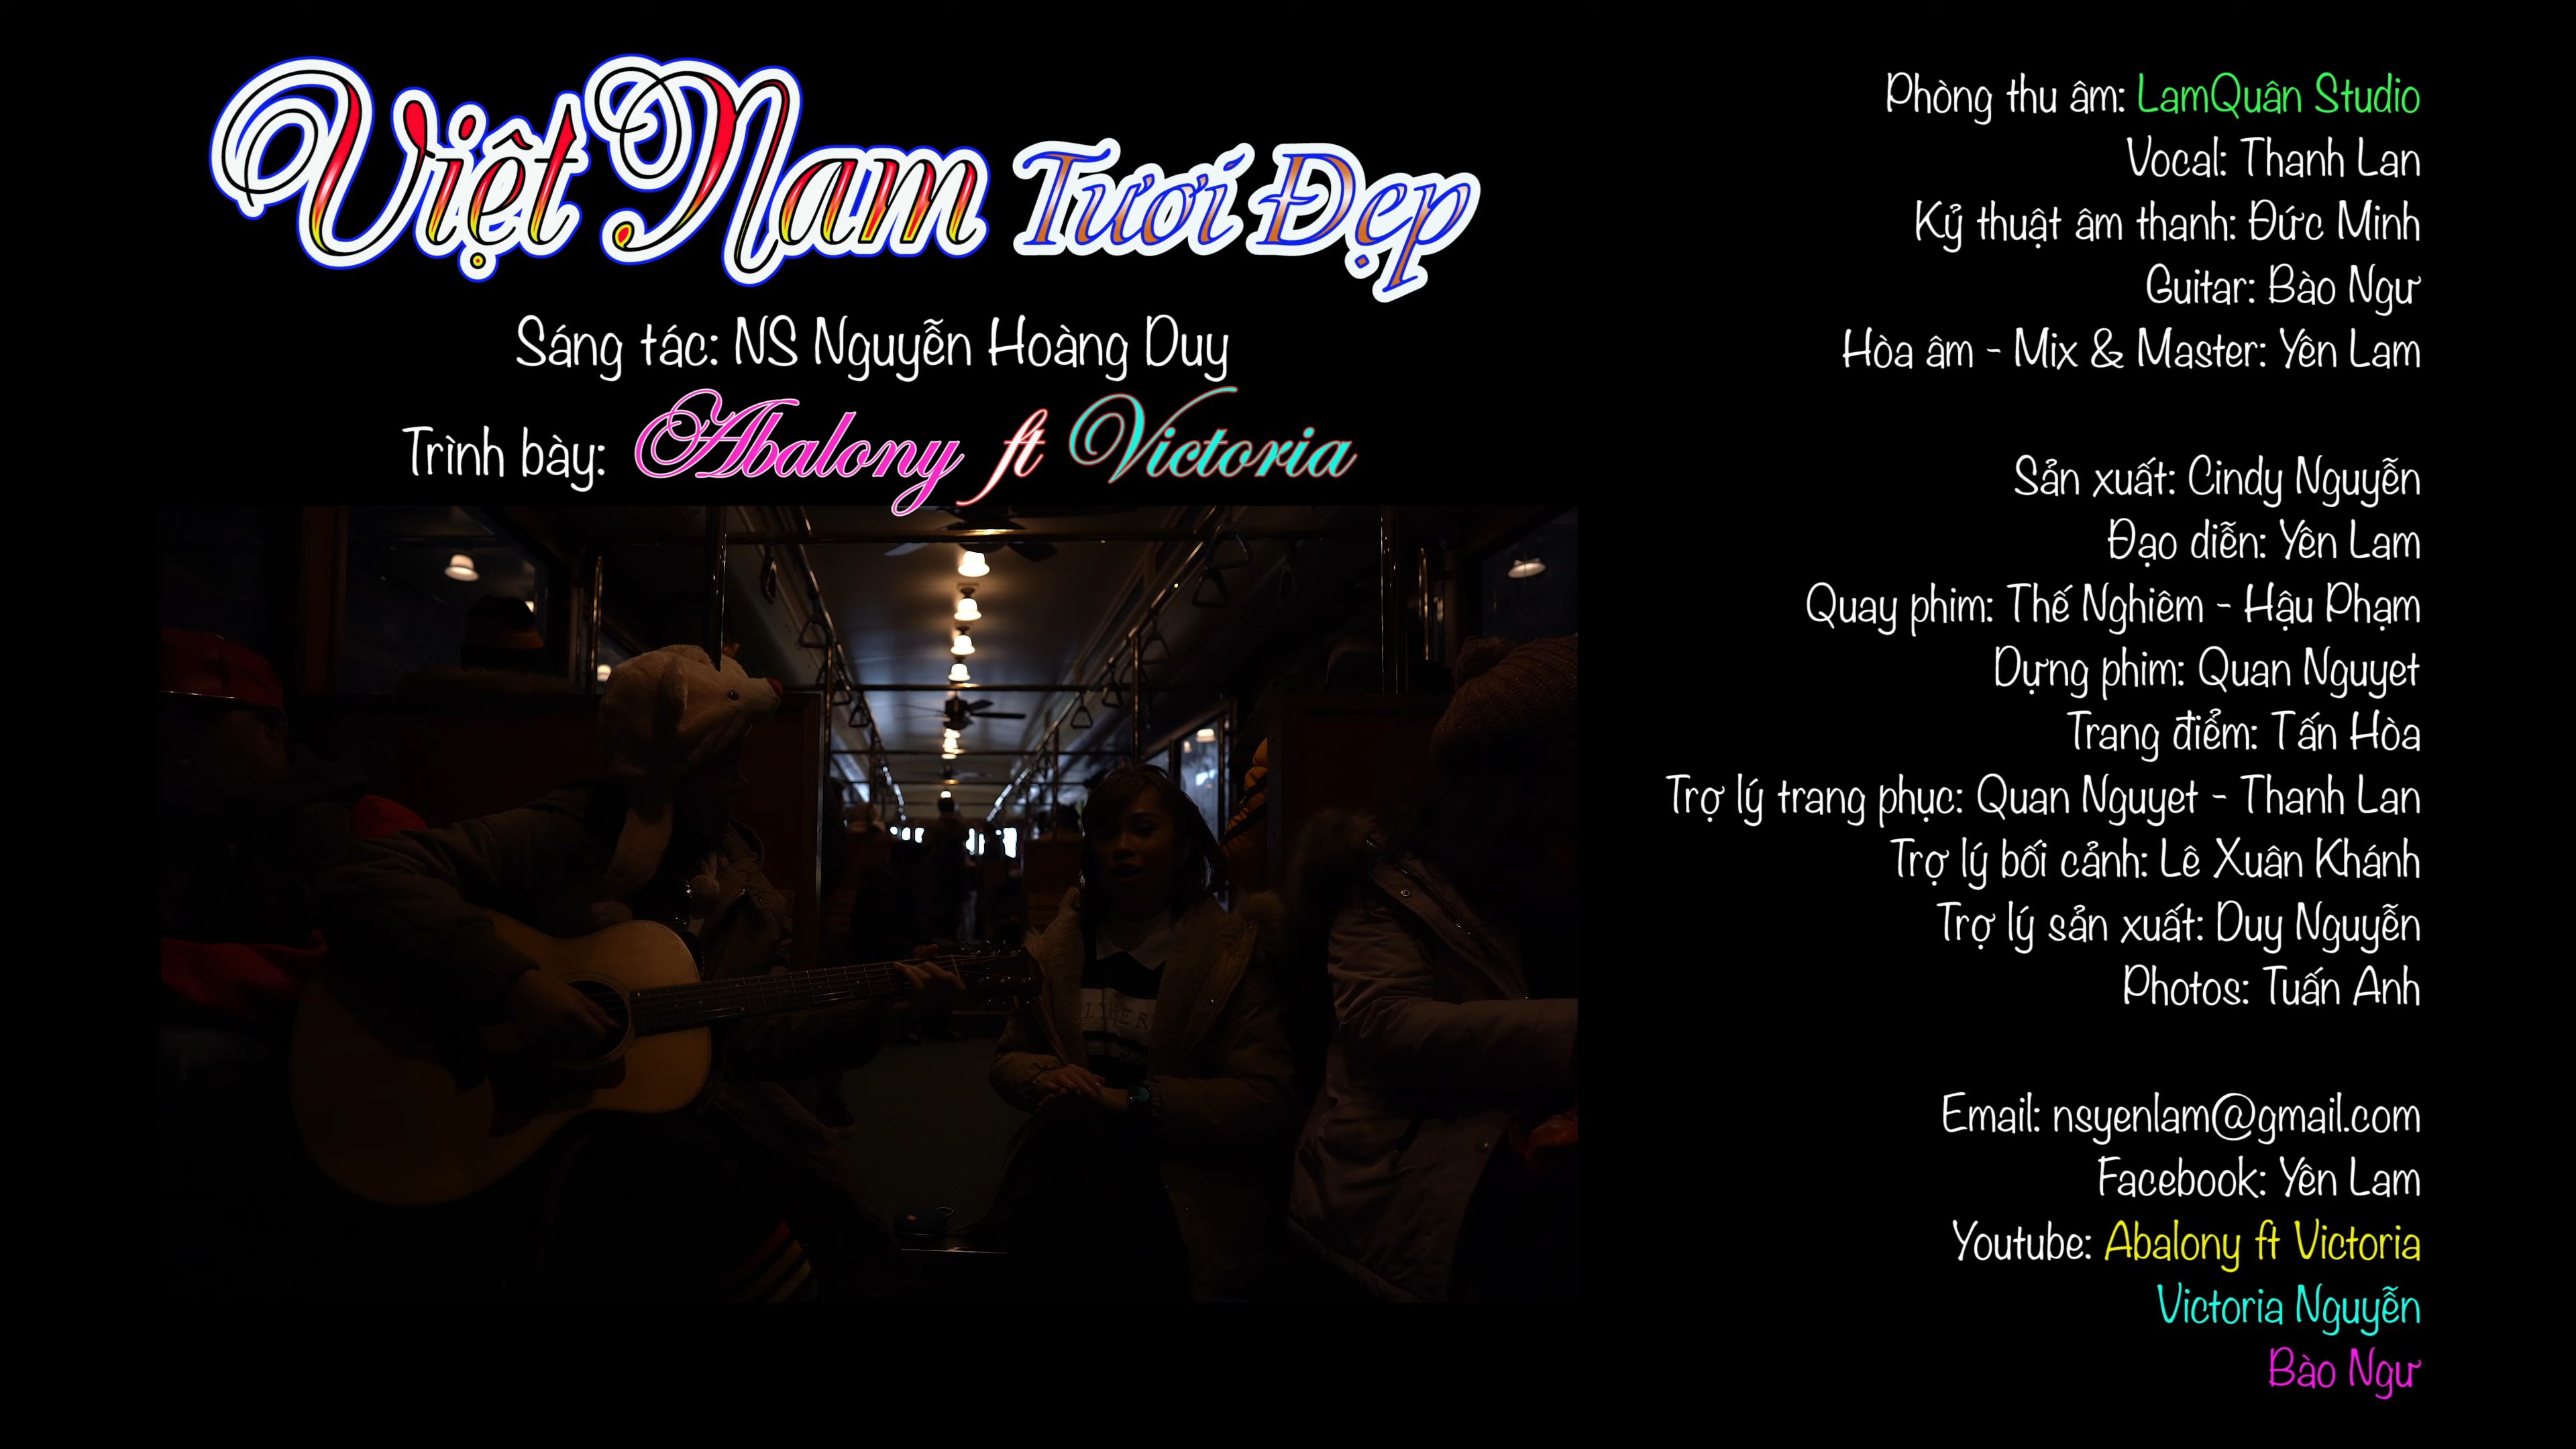 Việt Nam Tươi Đẹp
Sáng tác: NS Nguyễn Hoàng Duy
Trình bày: Abalony ft Victoria
Phòng thu âm: LamQuân Studio
Vocal: Thanh Lan
Kỷ thuật âm thanh: Đức Minh
Guitar: Bào Ngư
Hòa âm - Mix & Master: Yên Lam
Sản xuất: Cindy Nguyễn
Đạo diễn: Yên Lam
Quay phim: Thế Nghiêm - Hậu Phạm
Dựng phim: Quan Nguyet
Trang điểm: Tấn Hòa
Trợ lý trang phục: Quan Nguyet - Thanh Lan
Trợ lý bối cảnh: Lê Xuân Khánh
Trợ lý sản xuất: Duy Nguyễn
Photos: Tuấn Anh
Email: nsyenlam@gmail.com
Facebook: Yên Lam
Youtube: Abalony ft Victoria
Victoria Nguyễn
Bào Ngư